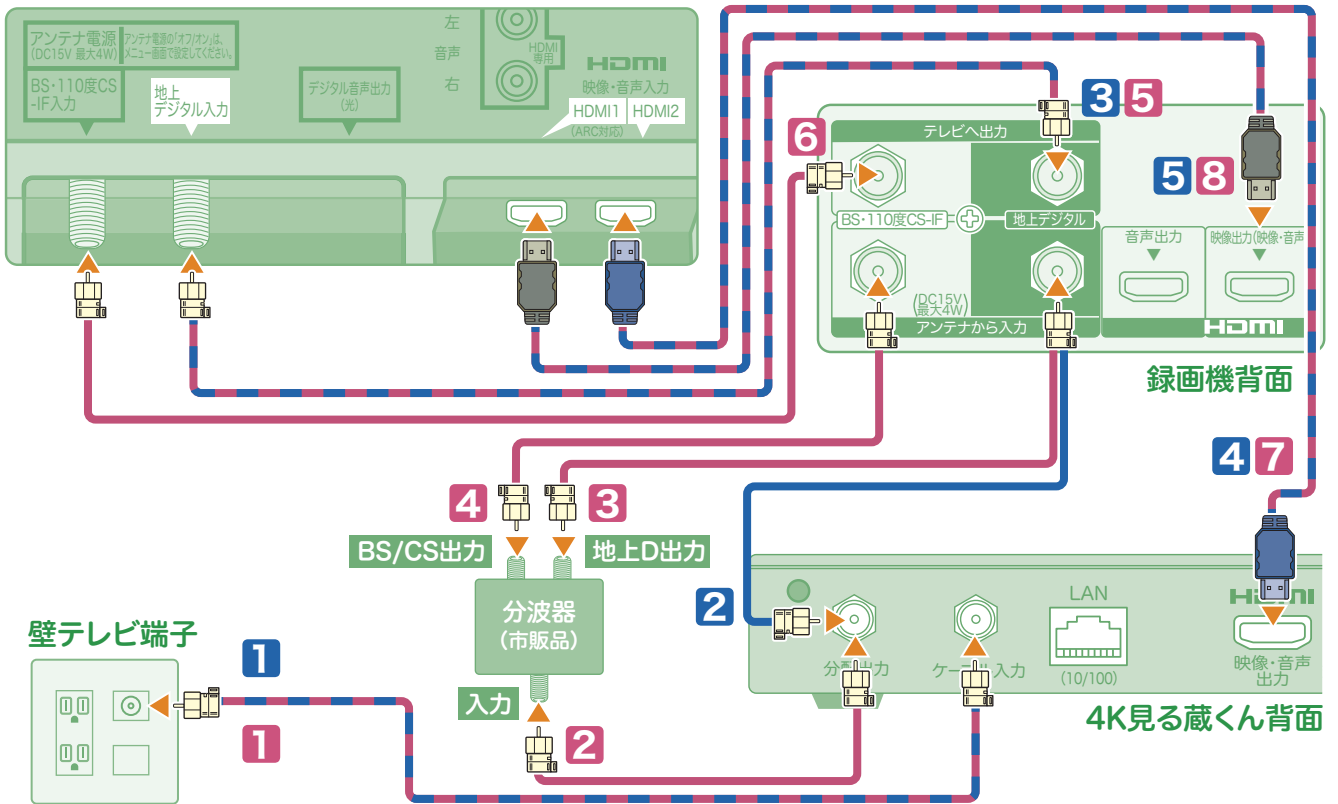 アンテナ電源
(DC15V 最大4W)
アンテナ電源の「オフ/オン」は、
メニュー画面で設定してください。
BS・110度CS
-IF入力
地上
デジタル入力
デジタル音声出力
(光)
左
音声
右
HDMI
専用
HDMI
映像・音声入力
HDMI1
HDMI2
(ARC対応)
3 5
テレビへ出力
6
5 8
BS・110度CS-IF
地上デジタル
音声出力
映像出力(映像・音声
(DC15V
最大4W)
アンテナから入力
HDMI
録画機背面
4 7
4
3
BS/CS出力
地上D出力
分波器
(市販品)
入力
2
2
LAN
(10/100)
HDMI
分配出力
ケーブル入力
映像・音声
出力
4K見る蔵くん背面
壁テレビ端子
1
1